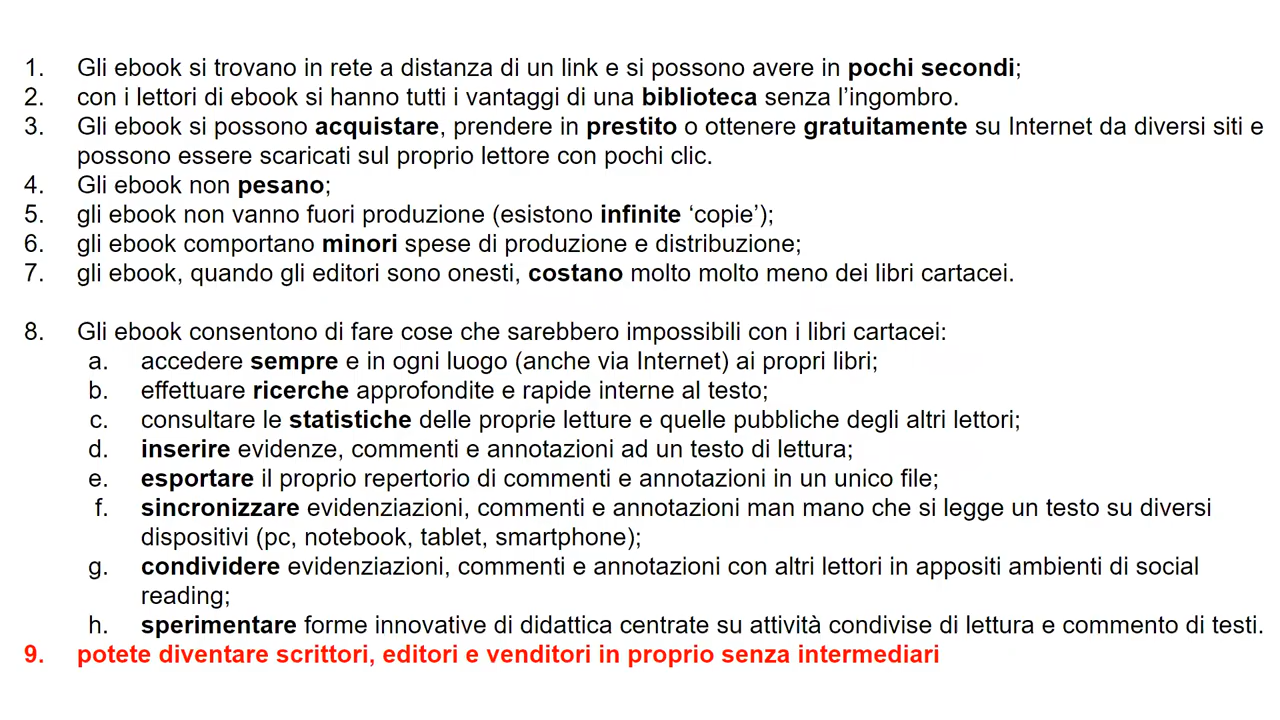 1. Gli ebook si trovano in rete a distanza di un link e si possono avere in pochi secondi;
2. con i lettori di ebook si hanno tutti i vantaggi di una biblioteca senza l’ingombro.
3. Gli ebook si possono acquistare, prendere in prestito o ottenere gratuitamente su Internet da diversi siti e
possono essere scaricati sul proprio lettore con pochi clic.
4. Gli ebook non pesano;
5. gli ebook non vanno fuori produzione (esistono infinite ‘copie’);
6. gli ebook comportano minori spese di produzione e distribuzione;
7. gli ebook, quando gli editori sono onesti, costano molto molto meno dei libri cartacei.
8. Gli ebook consentono di fare cose che sarebbero impossibili con i libri cartacei:
a. accedere sempre e in ogni luogo (anche via Internet) ai propri libri;
b. effettuare ricerche approfondite e rapide interne al testo;
c. consultare le statistiche delle proprie letture e quelle pubbliche degli altri lettori;
d. inserire evidenze, commenti e annotazioni ad un testo di lettura;
e. esportare il proprio repertorio di commenti e annotazioni in un unico file;
f. sincronizzare evidenziazioni, commenti e annotazioni man mano che si legge un testo su diversi
dispositivi (pc, notebook, tablet, smartphone);
g. condividere evidenziazioni, commenti e annotazioni con altri lettori in appositi ambienti di social
reading;
h. sperimentare forme innovative di didattica centrate su attività condivise di lettura e commento di testi.
9. potete diventare scrittori, editori e venditori in proprio senza intermediari